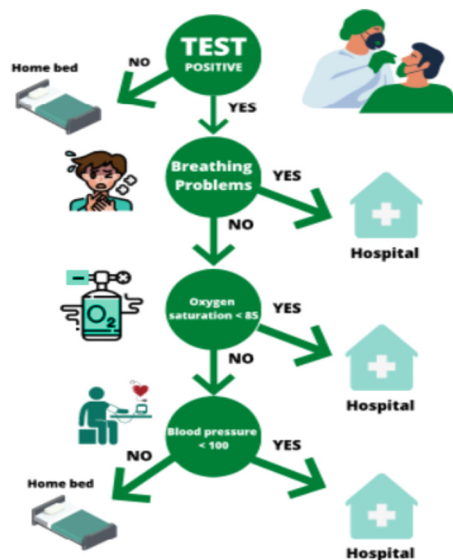 TEST
POSITIVE
NO
Home bed
YES
Breathing
Problems
YES
Hospital
NO
O2
Oxygen
saturation < 85
YES
Hospital
NO
Blood pressure
< 100
NO
YES
Home bed
Hospital